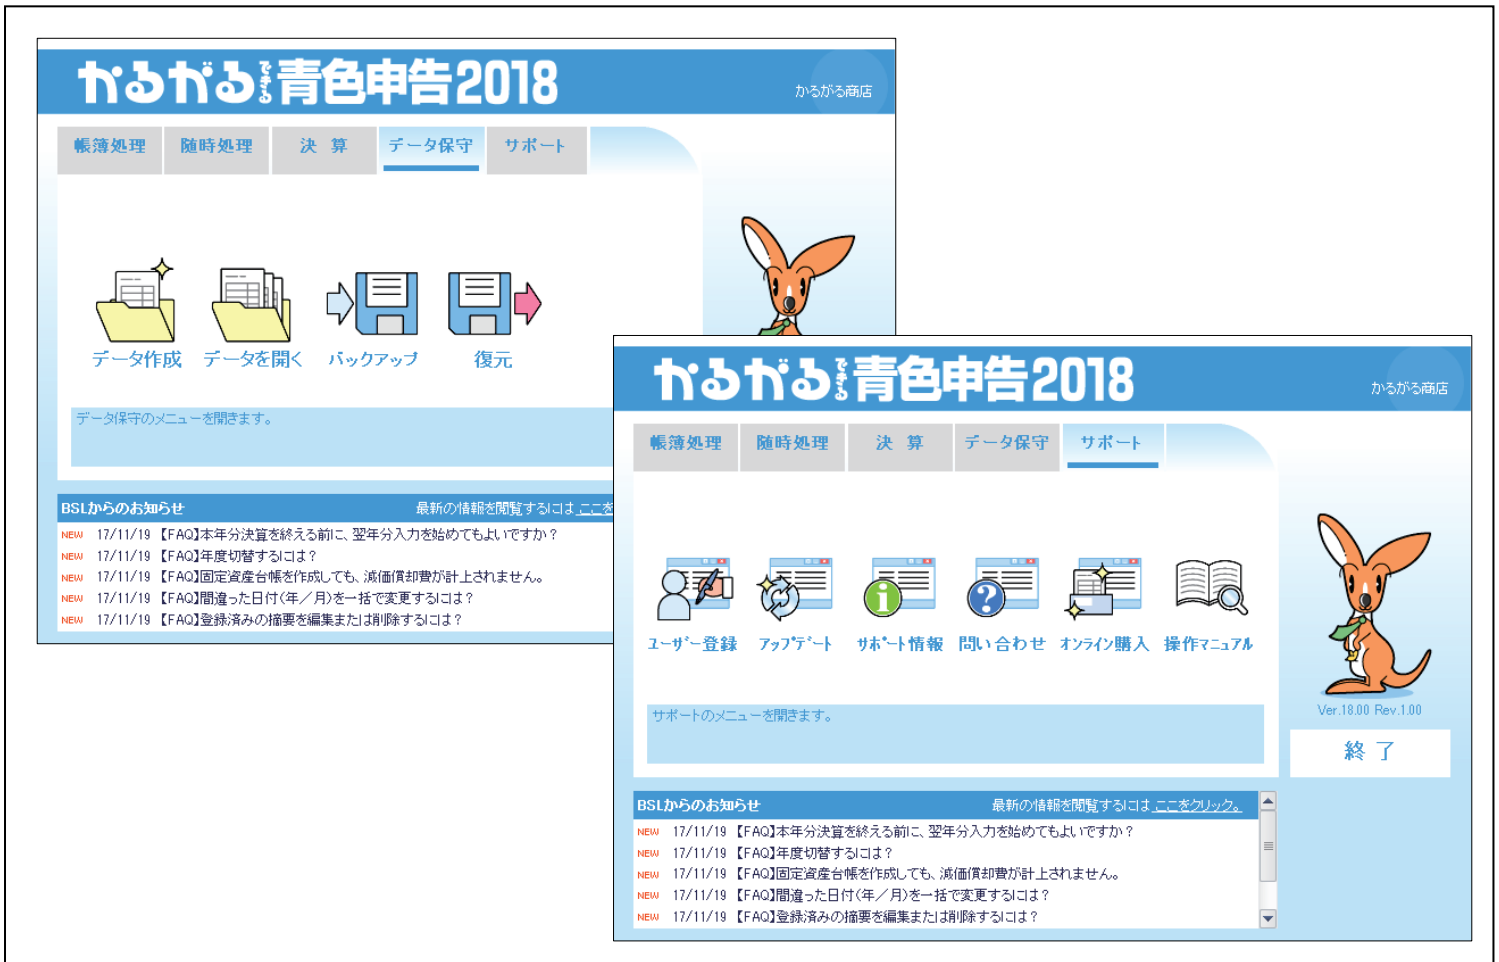 かるがるできる青色申告2018
かるがる商店
帳簿処理 随時処理 決 算 データ保守 サポート
データ作成 データを開く バックアップ 復元
データ保守のメニューを開きます。
BSLからのお知らせ 最新の情報を閲覧するには ここを
NEW 17/11/19 【FAQ】本年分決算を終える前に、翌年分入力を始めてもよいですか？
NEW 17/11/19 【FAQ】年度切替するには？
NEW 17/11/19 【FAQ】固定資産台帳を作成しても、減価償却費が計上されません。
NEW 17/11/19 【FAQ】間違った日付（年／月）を一括で変更するには？
NEW 17/11/19 【FAQ】登録済みの摘要を編集または削除するには？
かるがるできる青色申告2018
かるがる商店
帳簿処理 随時処理 決 算 データ保守 サポート
ユーザー登録 アップデート サポート情報 問い合わせ オンライン購入 操作マニュアル
サポートのメニューを開きます。
Ver.18.00 Rev.1.00
終 了
BSLからのお知らせ 最新の情報を閲覧するには ここをクリック。
NEW 17/11/19 【FAQ】本年分決算を終える前に、翌年分入力を始めてもよいですか？
NEW 17/11/19 【FAQ】年度切替するには？
NEW 17/11/19 【FAQ】固定資産台帳を作成しても、減価償却費が計上されません。
NEW 17/11/19 【FAQ】間違った日付（年／月）を一括で変更するには？
NEW 17/11/19 【FAQ】登録済みの摘要を編集または削除するには？